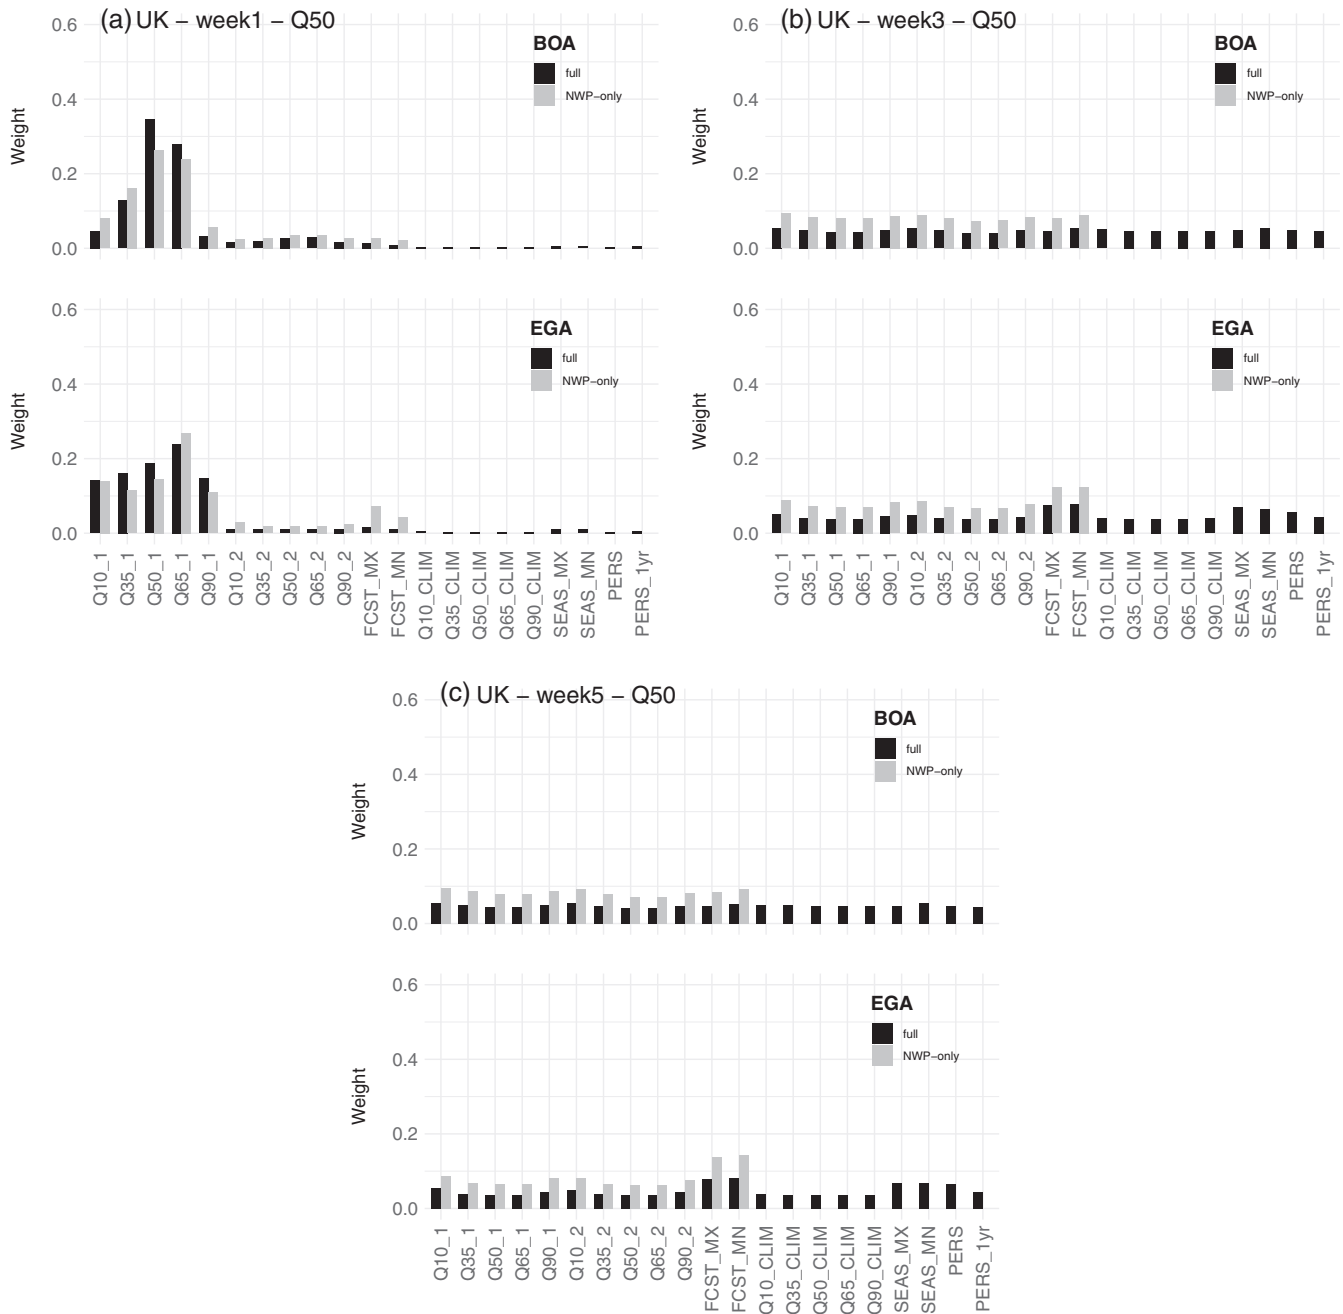 (a) UK – week1 – Q50
Weight
0.6
0.4
0.2
0.0
BOA
full
NWP−only
Weight
0.6
0.4
0.2
0.0
EGA
full
NWP−only
Q10_1
Q35_1
Q50_1
Q65_1
Q90_1
Q10_2
Q35_2
Q50_2
Q65_2
Q90_2
FCST_MX
FCST_MN
Q10_CLIM
Q35_CLIM
Q50_CLIM
Q65_CLIM
Q90_CLIM
SEAS_MX
SEAS_MN
PERS
PERS_1yr
(b) UK – week3 – Q50
Weight
0.6
0.4
0.2
0.0
BOA
full
NWP−only
Weight
0.6
0.4
0.2
0.0
EGA
full
NWP−only
Q10_1
Q35_1
Q50_1
Q65_1
Q90_1
Q10_2
Q35_2
Q50_2
Q65_2
Q90_2
FCST_MX
FCST_MN
Q10_CLIM
Q35_CLIM
Q50_CLIM
Q65_CLIM
Q90_CLIM
SEAS_MX
SEAS_MN
PERS
PERS_1yr
(c) UK – week5 – Q50
Weight
0.6
0.4
0.2
0.0
BOA
full
NWP−only
Weight
0.6
0.4
0.2
0.0
EGA
full
NWP−only
Q10_1
Q35_1
Q50_1
Q65_1
Q90_1
Q10_2
Q35_2
Q50_2
Q65_2
Q90_2
FCST_MX
FCST_MN
Q10_CLIM
Q35_CLIM
Q50_CLIM
Q65_CLIM
Q90_CLIM
SEAS_MX
SEAS_MN
PERS
PERS_1yr